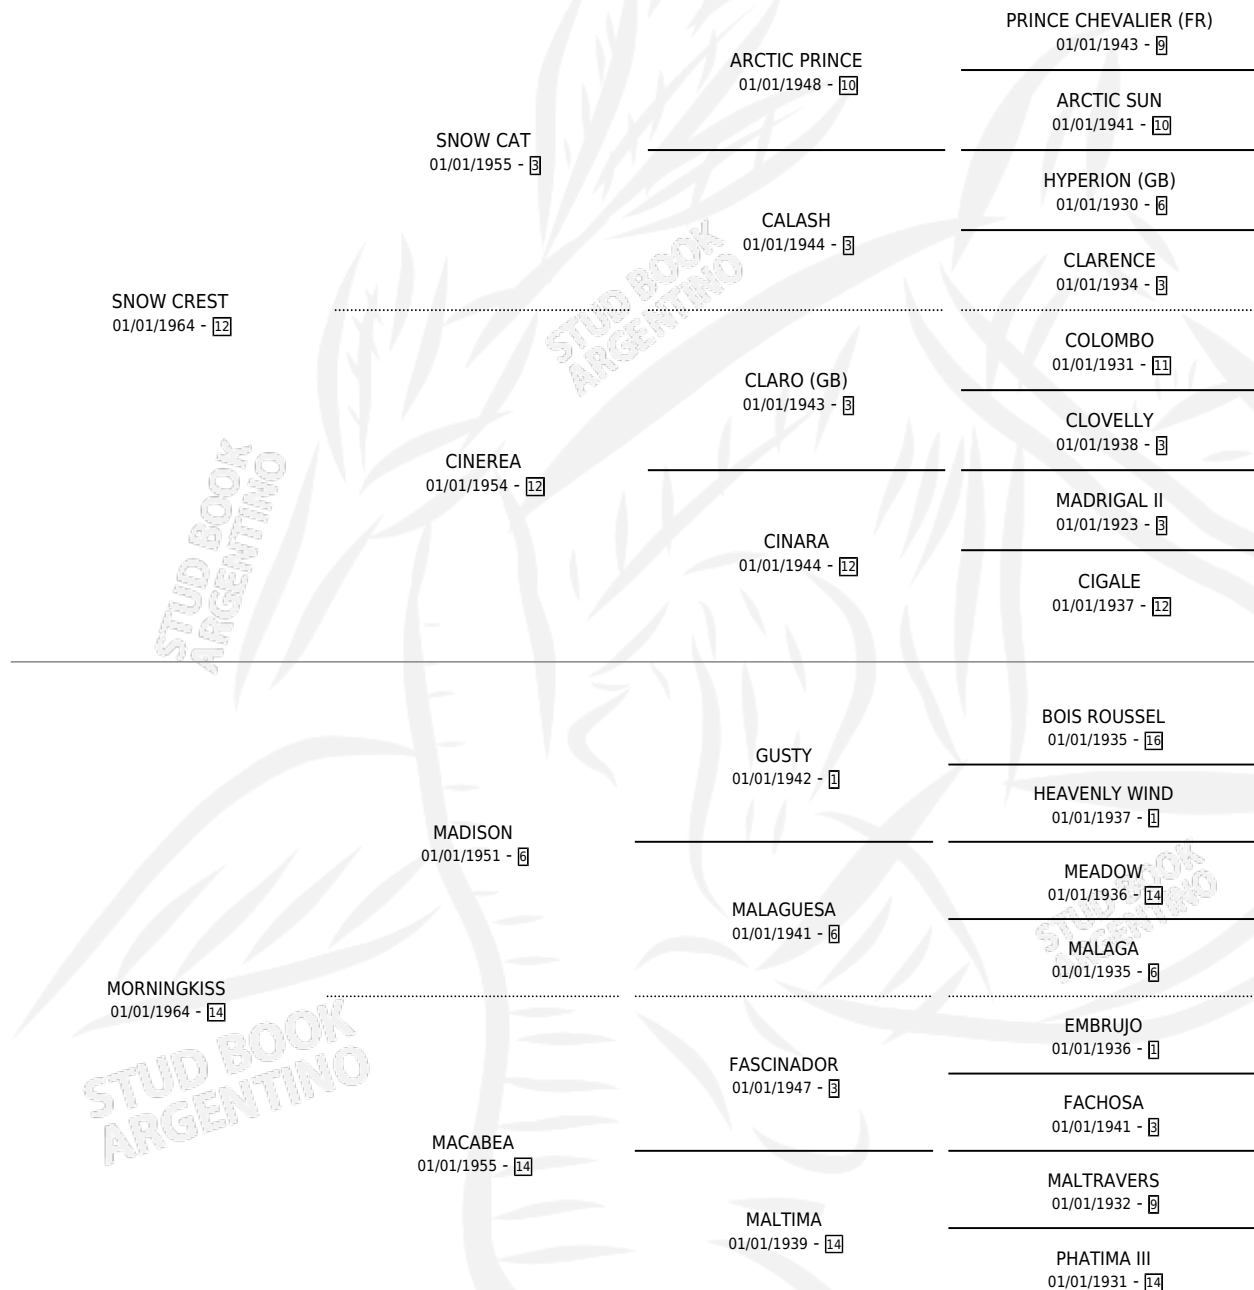 SNOW CREST
01/01/1964 - 12
SNOW CAT
01/01/1955 - 3
CINEREA
01/01/1954 - 12
ARCTIC PRINCE
01/01/1948 - 10
CALASH
01/01/1944 - 3
CLARO (GB)
01/01/1943 - 3
CINARA
01/01/1944 - 12
PRINCE CHEVALIER (FR)
01/01/1943 - 9
ARCTIC SUN
01/01/1941 - 10
HYPERION (GB)
01/01/1930 - 6
CLARENCE
01/01/1934 - 3
COLOMBO
01/01/1931 - 11
CLOVELLY
01/01/1938 - 3
MADRIGAL II
01/01/1923 - 3
CIGALE
01/01/1937 - 12
STUD BOOK
ARGENTINO
STUD BOOK
ARGENTINO
MORNINGKISS
01/01/1964 - 14
MADISON
01/01/1951 - 6
MACABEA
01/01/1955 - 14
GUSTY
01/01/1942 - 1
MALAGUESA
01/01/1941 - 6
FASCINADOR
01/01/1947 - 3
MALTIMA
01/01/1939 - 14
BOIS ROUSSEL
01/01/1935 - 16
HEAVENLY WIND
01/01/1937 - 1
MEADOW
01/01/1936 - 14
MALAGA
01/01/1935 - 6
EMBRUJO
01/01/1936 - 1
FACHOSA
01/01/1941 - 3
MALTRAVERS
01/01/1932 - 9
PHATIMA III
01/01/1931 - 14
STUD BOOK
ARGENTINO
STUD BOOK
ARGENTINO